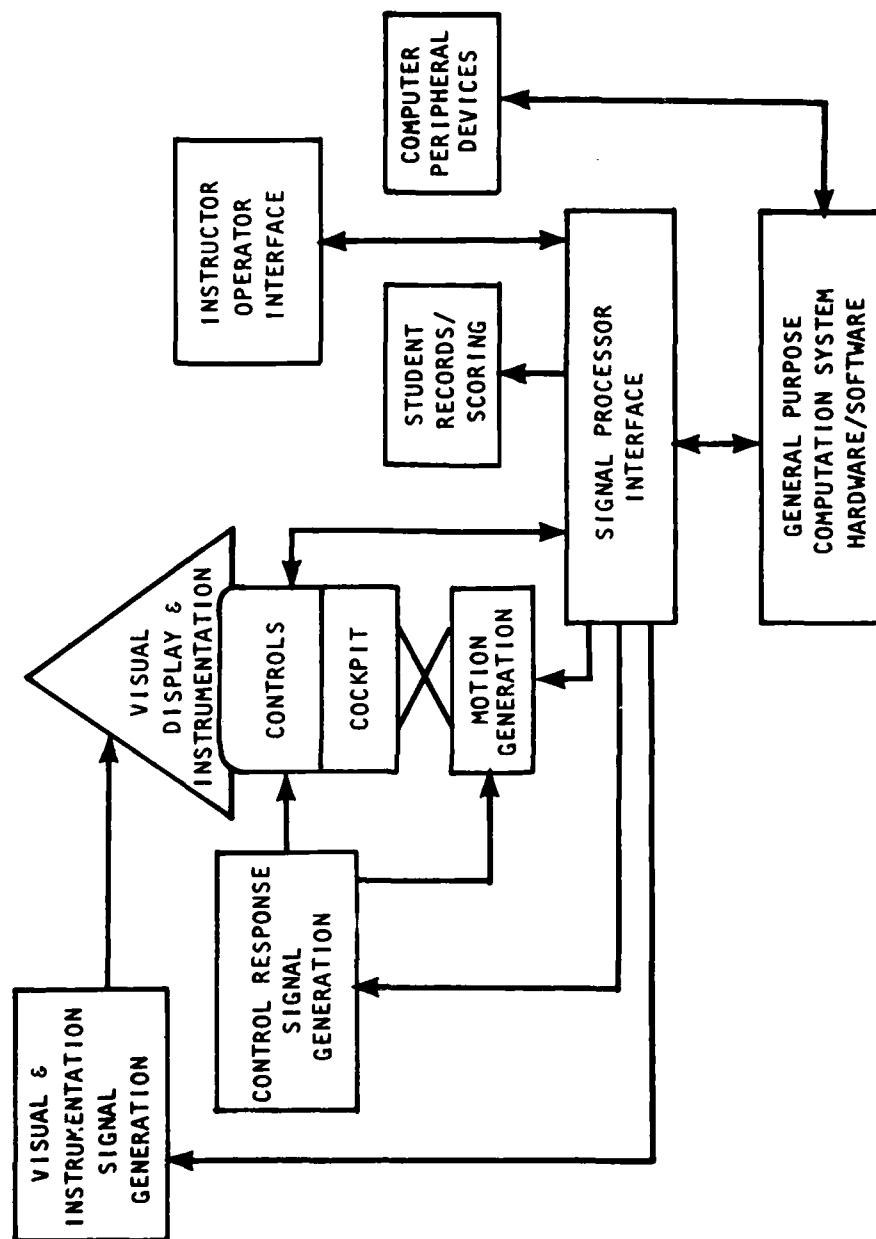 VISUAL &
INSTRUMENTATION
SIGNAL
GENERATION
VISUAL
DISPLAY &
INSTRUMENTATION
CONTROLS
COCKPIT
CONTROL RESPONSE
SIGNAL
GENERATION
MOTION
GENERATION
INSTRUCTOR
OPERATOR
INTERFACE
STUDENT
RECORDS/
SCORING
COMPUTER
PERIPHERAL
DEVICES
SIGNAL PROCESSOR
INTERFACE
GENERAL PURPOSE
COMPUTATION SYSTEM
HARDWARE/SOFTWARE